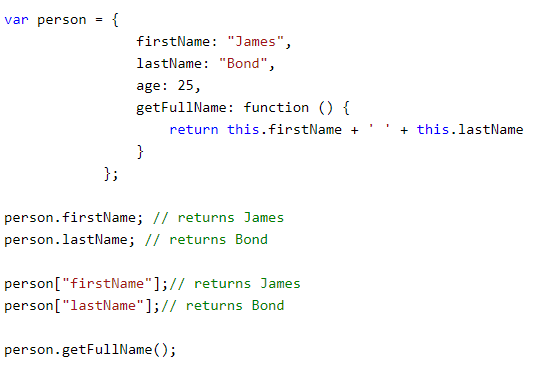 var person = {
firstName: "James",
lastName: "Bond",
age: 25,
getFullName: function () {
return this.firstName + ' ' + this.lastName
}
};
person.firstName; // returns James
person.lastName; // returns Bond
person["firstName"];// returns James
person["lastName"];// returns Bond
person.getFullName();